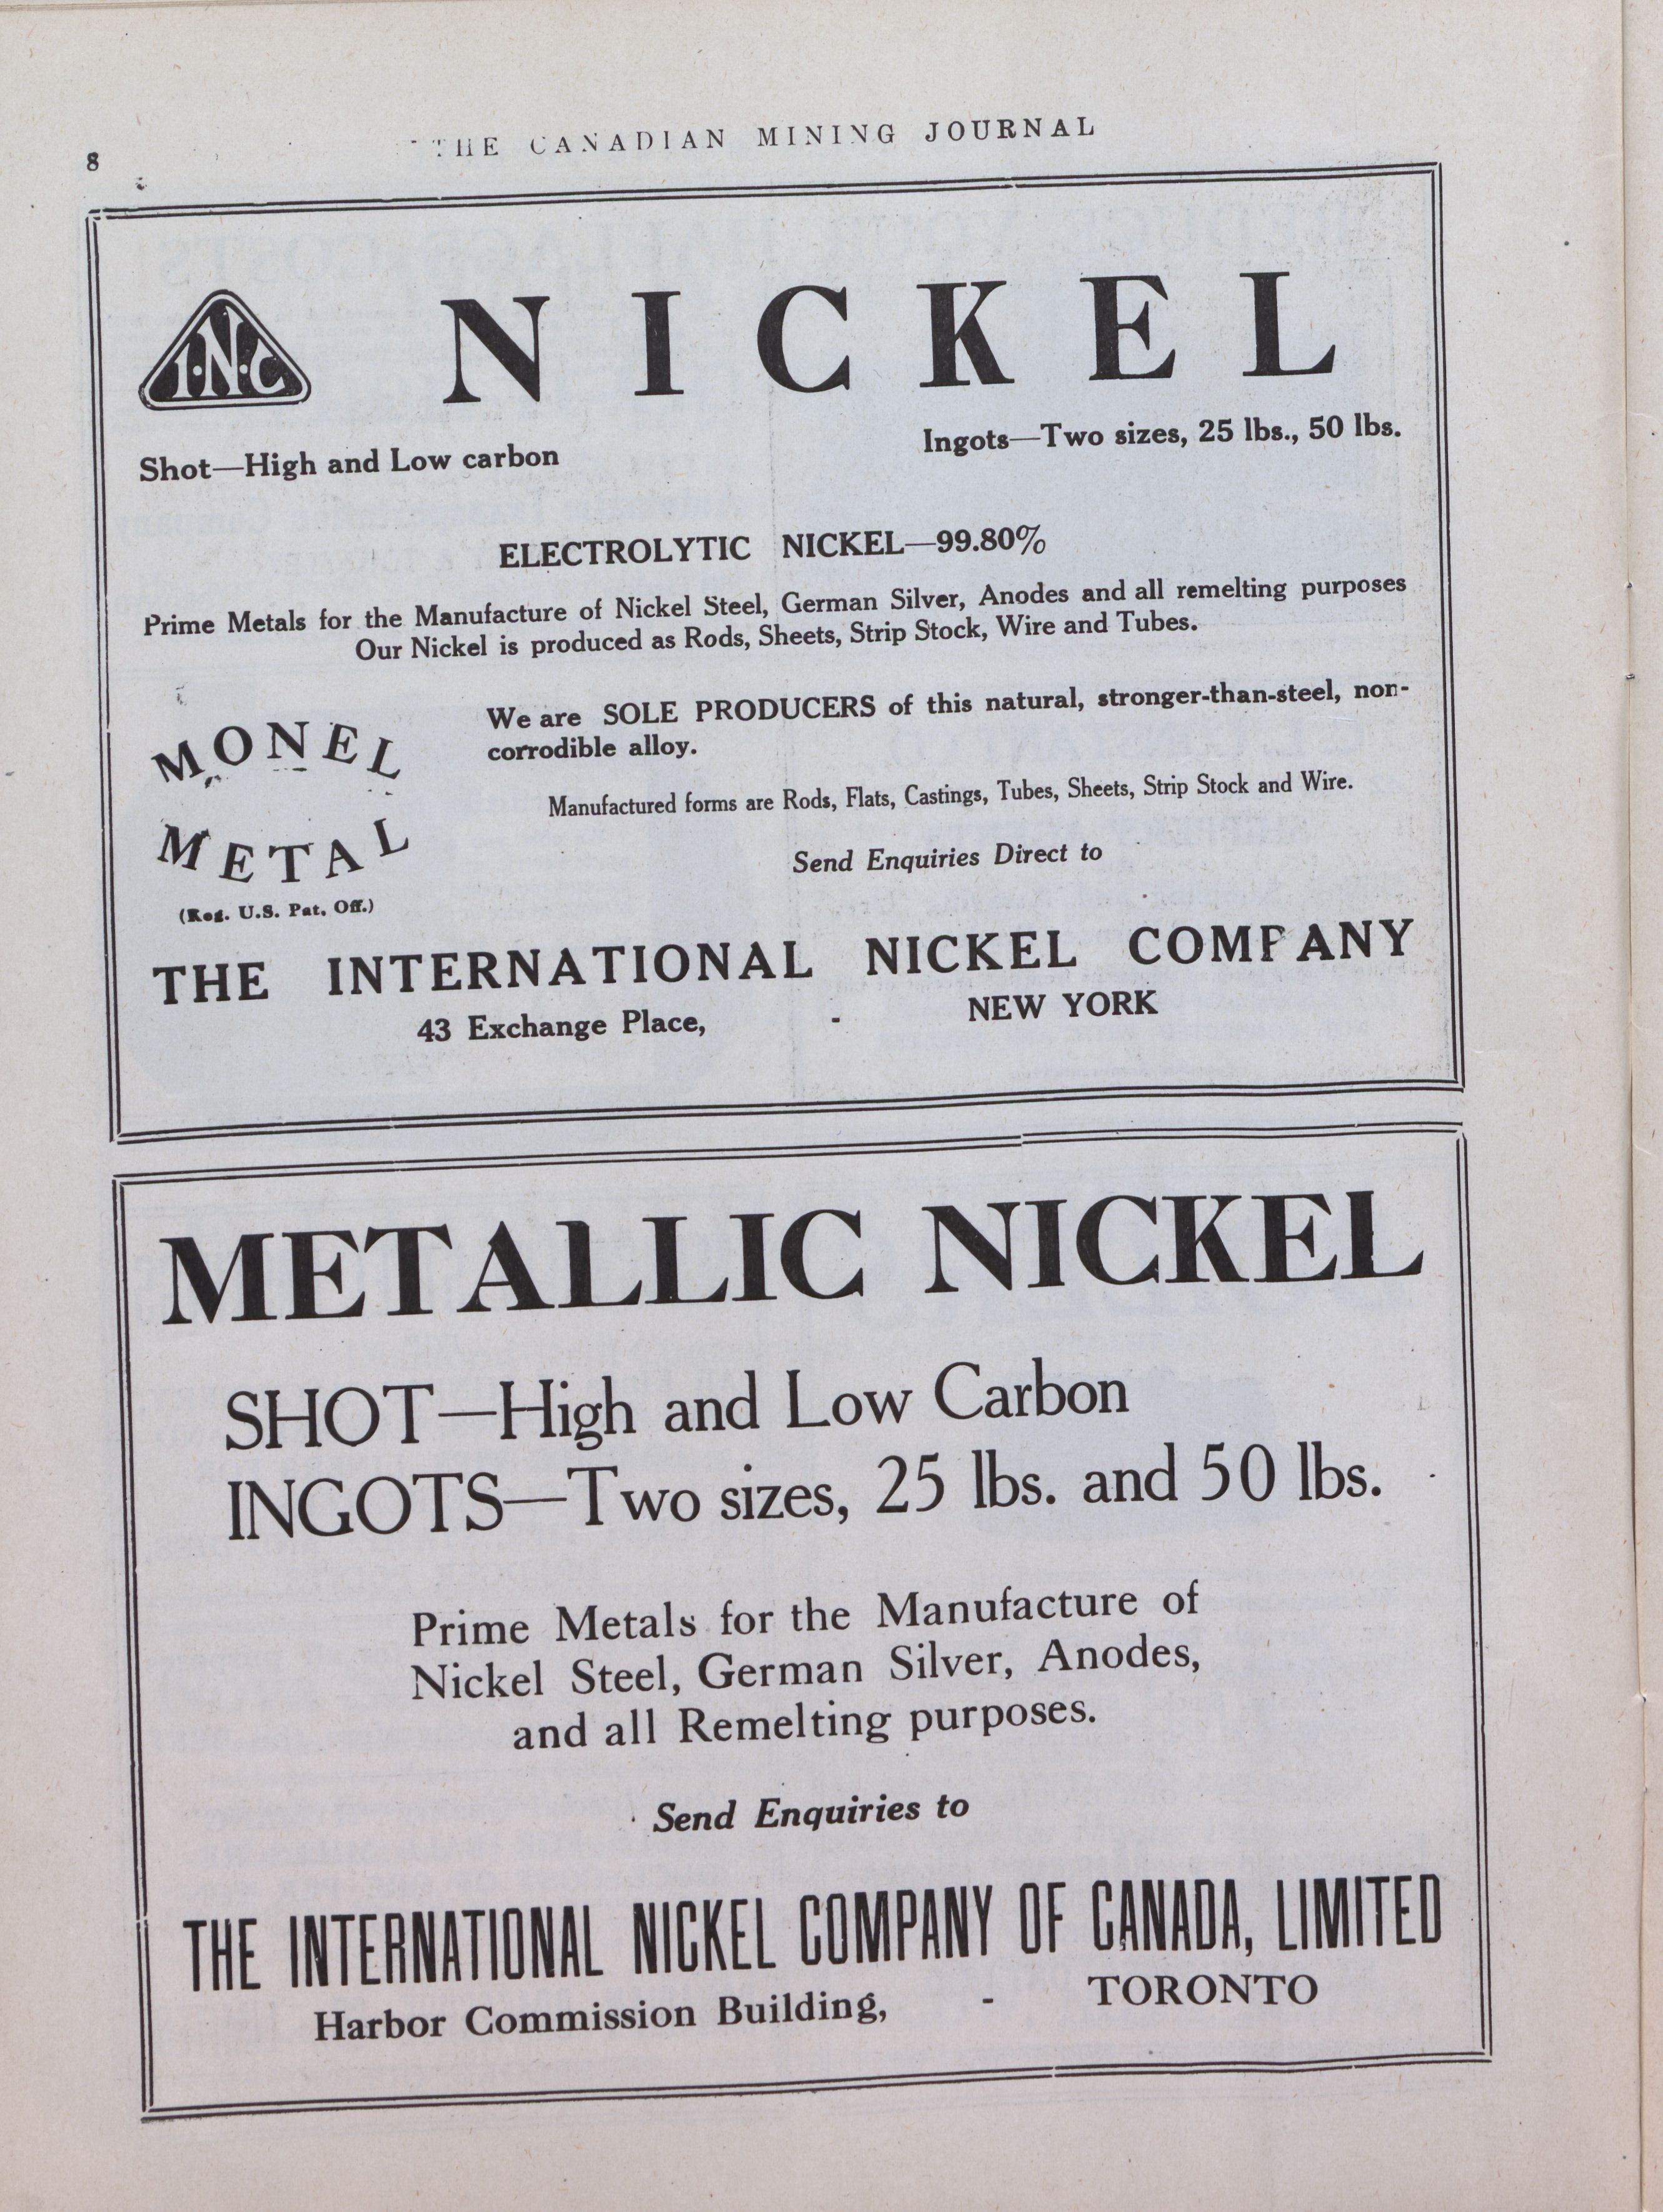 8
THE CANADIAN MINING JOURNAL
I·N·C
NICKEL
Shot—High and Low carbon
Ingots—Two sizes, 25 lbs., 50 lbs.
ELECTROLYTIC NICKEL—99.80%
Prime Metals for the Manufacture of Nickel Steel, German Silver, Anodes and all remelting purposes
Our Nickel is produced as Rods, Sheets, Strip Stock, Wire and Tubes.
MONEL
METAL
(Reg. U.S. Pat. Off.)
We are SOLE PRODUCERS of this natural, stronger-than-steel, non-
corrodible alloy.
Manufactured forms are Rods, Flats, Castings, Tubes, Sheets, Strip Stock and Wire.
Send Enquiries Direct to
THE INTERNATIONAL NICKEL COMPANY
43 Exchange Place, - NEW YORK
METALLIC NICKEL
SHOT—High and Low Carbon
INGOTS—Two sizes, 25 lbs. and 50 lbs.
Prime Metals for the Manufacture of
Nickel Steel, German Silver, Anodes,
and all Remelting purposes.
Send Enquiries to
THE INTERNATIONAL NICKEL COMPANY OF CANADA, LIMITED
Harbor Commission Building, - TORONTO